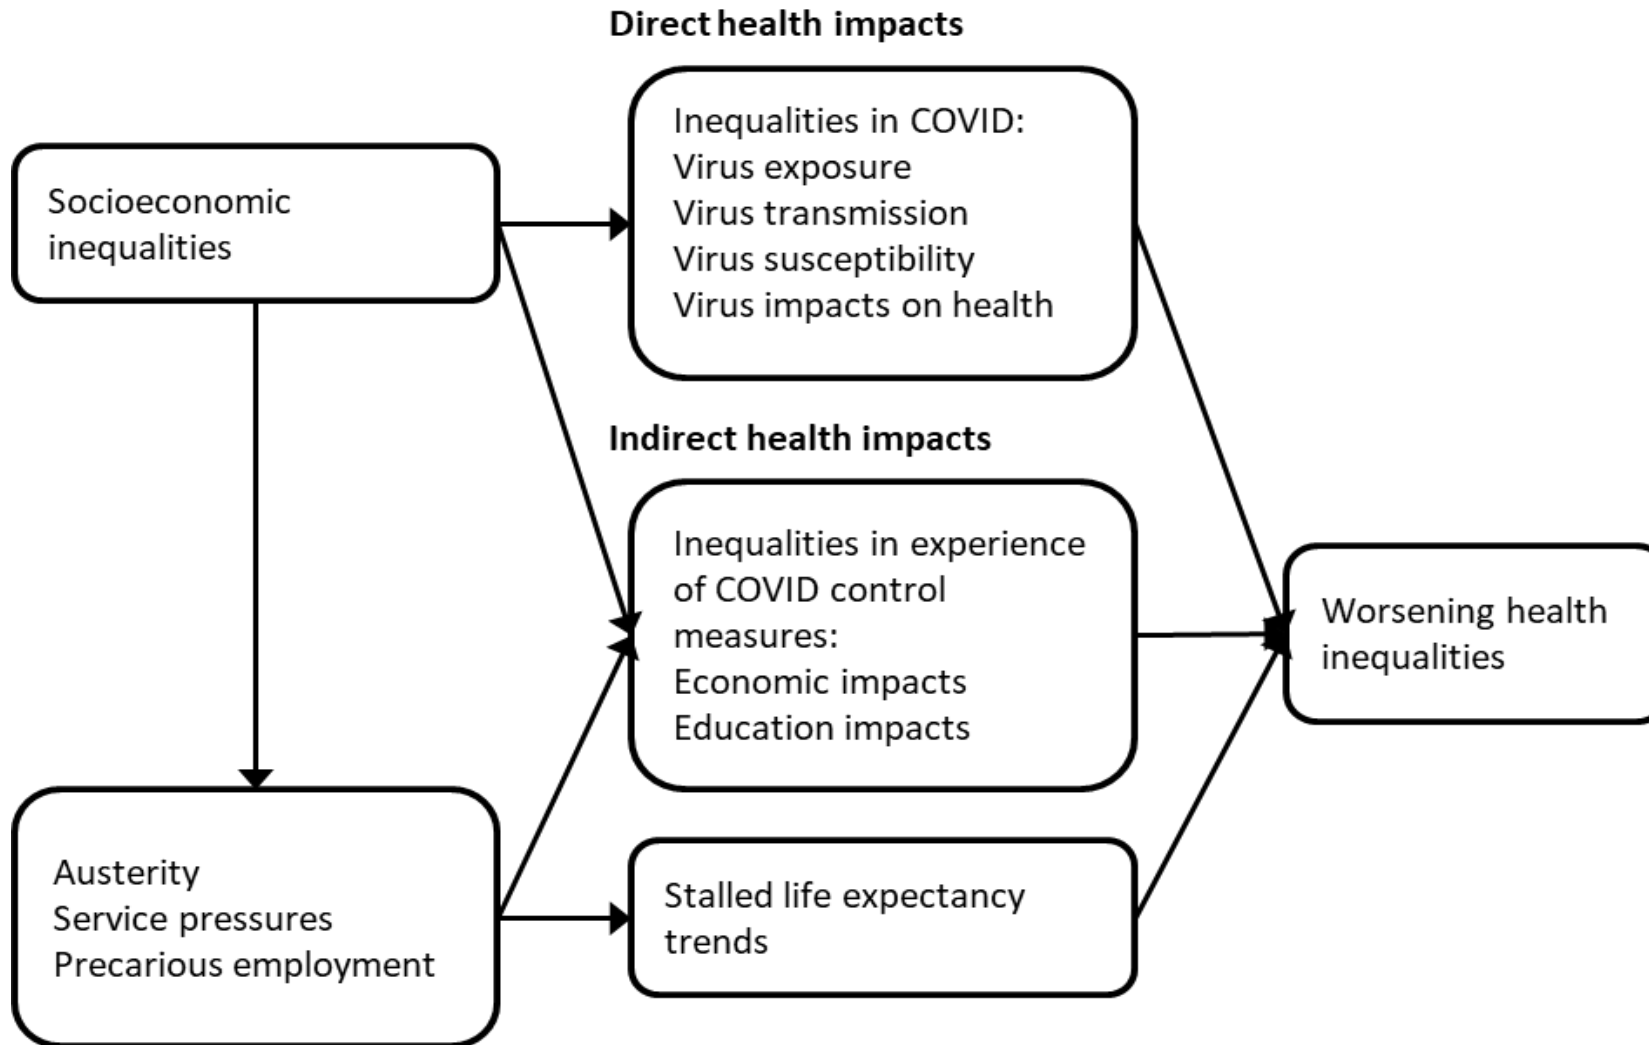 Direct health impacts
Socioeconomic
inequalities
Inequalities in COVID:
Virus exposure
Virus transmission
Virus susceptibility
Virus impacts on health
Indirect health impacts
Inequalities in experience
of COVID control
measures:
Economic impacts
Education impacts
Worsening health
inequalities
Austerity
Service pressures
Precarious employment
Stalled life expectancy
trends